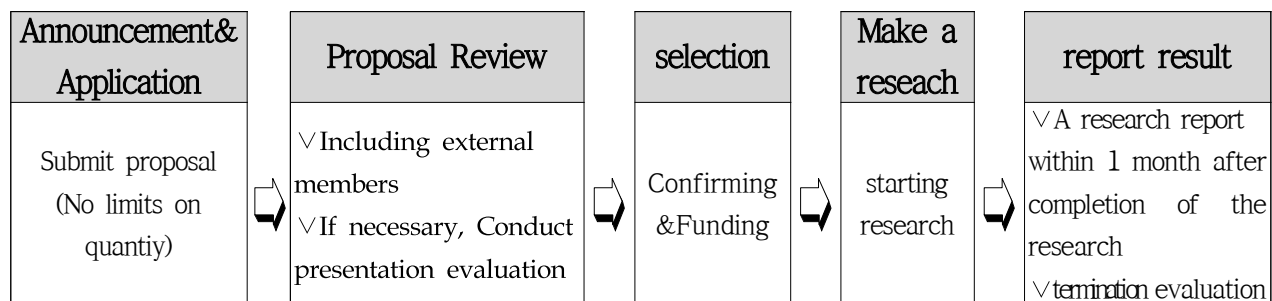 Announcement&
Application
Submit proposal
(No limits on
quantiy)
Proposal Review
∨Including external
members
∨If necessary, Conduct
presentation evaluation
selection
Confirming
&Funding
Make a
reseach
starting
research
report result
∨A research report
within 1 month after
completion of the
research
∨termination evaluation